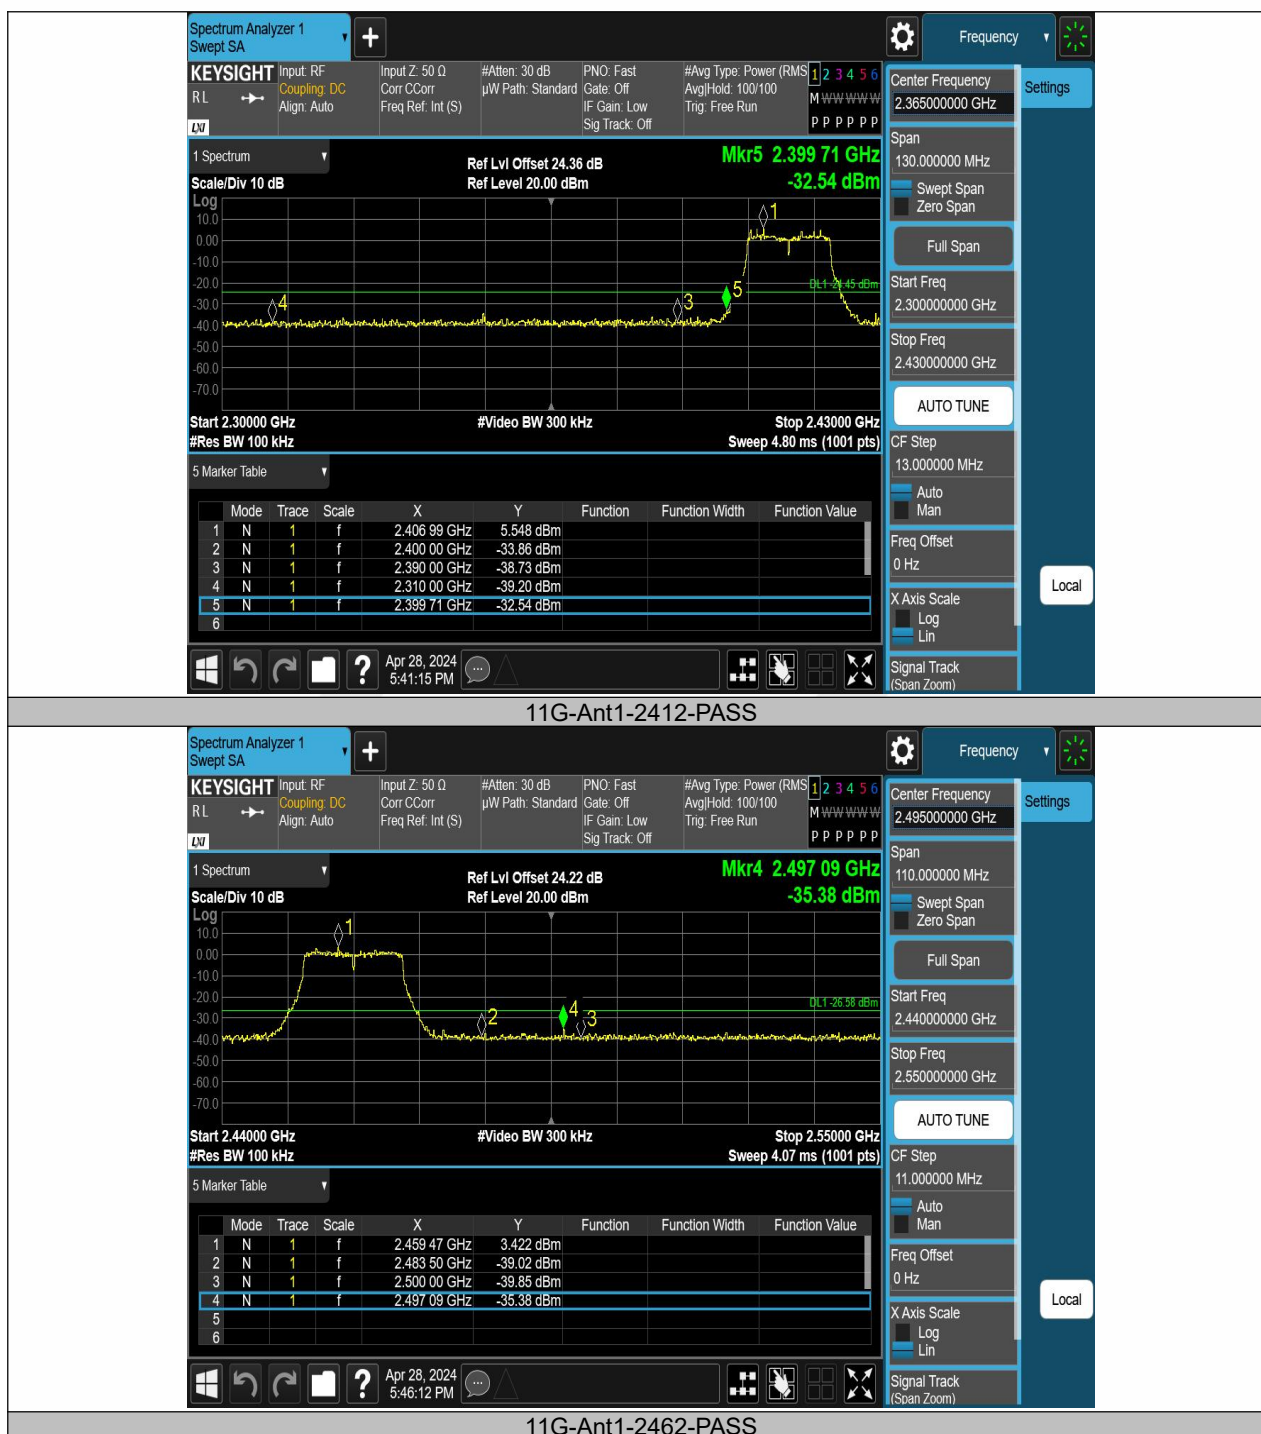 Spectrum Analyzer 1
Swept SA
+
Frequency
KEYSIGHT Input: RF Input Z: 50 Ω #Atten: 30 dB PNO: Fast #Avg Type: Power (RMS 1 2 3 4 5 6
R L Coupling: DC Corr CCorr µW Path: Standard Gate: Off Avg|Hold: 100/100 M W W W W W
Align: Auto Freq Ref: Int (S) IF Gain: Low Trig: Free Run
LXI Sig Track: Off P P P P P P
1 Spectrum
Ref Lvl Offset 24.36 dB
Mkr5 2.399 71 GHz
Scale/Div 10 dB
Ref Level 20.00 dBm
-32.54 dBm
Log
1
10.0
0.00
-10.0
-20.0
DL1 -24.45 dBm
5
4
3
-30.0
-40.0
-50.0
-60.0
-70.0
Start 2.30000 GHz #Video BW 300 kHz Stop 2.43000 GHz
#Res BW 100 kHz Sweep 4.80 ms (1001 pts)
5 Marker Table
Mode Trace Scale X Y Function Function Width Function Value
1 N 1 f 2.406 99 GHz 5.548 dBm
2 N 1 f 2.400 00 GHz -33.86 dBm
3 N 1 f 2.390 00 GHz -38.73 dBm
4 N 1 f 2.310 00 GHz -39.20 dBm
5 N 1 f 2.399 71 GHz -32.54 dBm
6
?
Apr 28, 2024
5:41:15 PM
Center Frequency
2.365000000 GHz
Settings
Span
130.000000 MHz
Swept Span
Zero Span
Full Span
Start Freq
2.300000000 GHz
Stop Freq
2.430000000 GHz
AUTO TUNE
CF Step
13.000000 MHz
Auto
Man
Freq Offset
0 Hz
Local
X Axis Scale
Log
Lin
Signal Track
(Span Zoom)
11G-Ant1-2412-PASS
Spectrum Analyzer 1
Swept SA
+
Frequency
KEYSIGHT Input: RF Input Z: 50 Ω #Atten: 30 dB PNO: Fast #Avg Type: Power (RMS 1 2 3 4 5 6
R L Coupling: DC Corr CCorr µW Path: Standard Gate: Off Avg|Hold: 100/100 M W W W W W
Align: Auto Freq Ref: Int (S) IF Gain: Low Trig: Free Run
LXI Sig Track: Off P P P P P P
1 Spectrum
Ref Lvl Offset 24.22 dB
Mkr4 2.497 09 GHz
Scale/Div 10 dB
Ref Level 20.00 dBm
-35.38 dBm
Log
1
10.0
0.00
-10.0
-20.0
DL1 -26.58 dBm
2
4
3
-30.0
-40.0
-50.0
-60.0
-70.0
Start 2.44000 GHz #Video BW 300 kHz Stop 2.55000 GHz
#Res BW 100 kHz Sweep 4.07 ms (1001 pts)
5 Marker Table
Mode Trace Scale X Y Function Function Width Function Value
1 N 1 f 2.459 47 GHz 3.422 dBm
2 N 1 f 2.483 50 GHz -39.02 dBm
3 N 1 f 2.500 00 GHz -39.85 dBm
4 N 1 f 2.497 09 GHz -35.38 dBm
5
6
?
Apr 28, 2024
5:46:12 PM
Center Frequency
2.495000000 GHz
Settings
Span
110.000000 MHz
Swept Span
Zero Span
Full Span
Start Freq
2.440000000 GHz
Stop Freq
2.550000000 GHz
AUTO TUNE
CF Step
11.000000 MHz
Auto
Man
Freq Offset
0 Hz
Local
X Axis Scale
Log
Lin
Signal Track
(Span Zoom)
11G-Ant1-2462-PASS